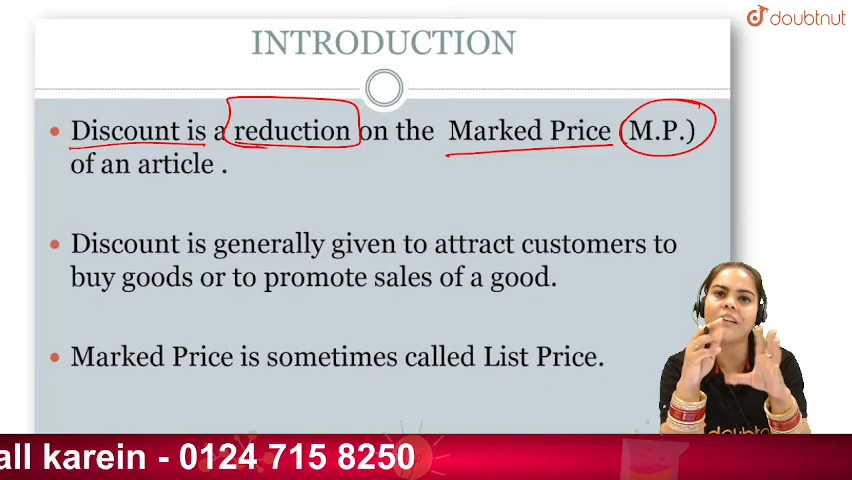 doubtnut
INTRODUCTION
• Discount is a reduction on the Marked Price (M.P.)
of an article .
• Discount is generally given to attract customers to
buy goods or to promote sales of a good.
• Marked Price is sometimes called List Price.
doubtnut
all karein - 0124 715 8250